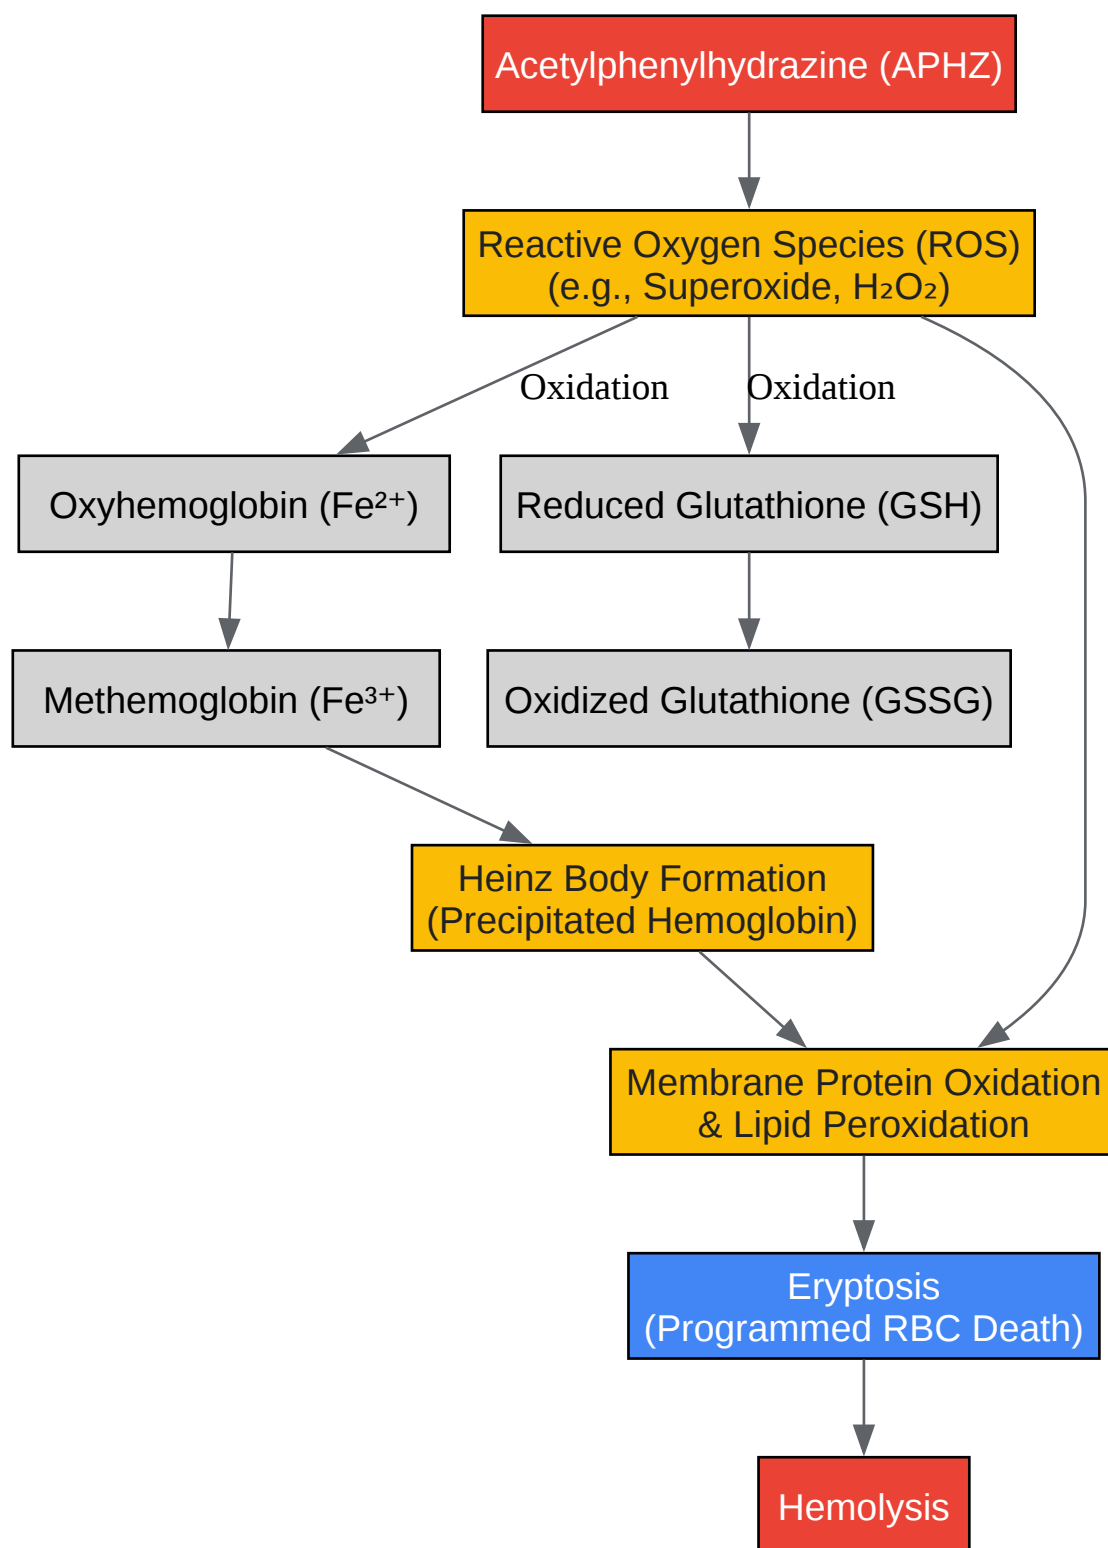 Acetylphenylhydrazine (APHZ)
Reactive Oxygen Species (ROS)
(e.g., Superoxide, H₂O₂)
Oxidation
Oxidation
Oxyhemoglobin (Fe²⁺)
Reduced Glutathione (GSH)
Methemoglobin (Fe³⁺)
Oxidized Glutathione (GSSG)
Heinz Body Formation
(Precipitated Hemoglobin)
Membrane Protein Oxidation
& Lipid Peroxidation
Eryptosis
(Programmed RBC Death)
Hemolysis